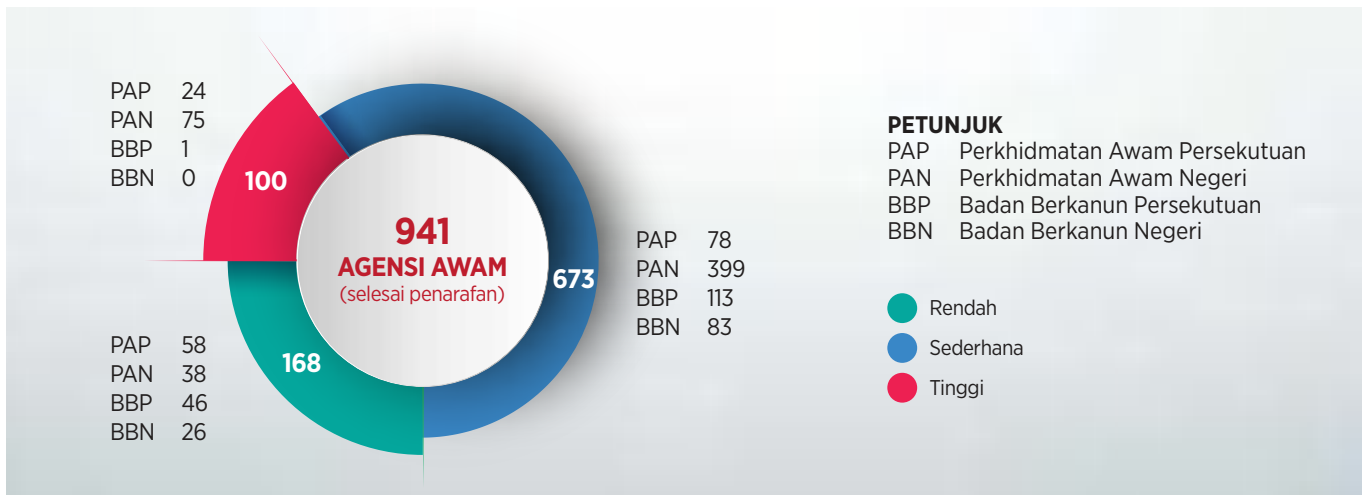 PAP 24
PAN 75
BBP 1
BBN 0
100
941
AGENSI AWAM
(selesai penarafan)
673
PAP 78
PAN 399
BBP 113
BBN 83
168
PAP 58
PAN 38
BBP 46
BBN 26
PETUNJUK
PAP Perkhidmatan Awam Persekutuan
PAN Perkhidmatan Awam Negeri
BBP Badan Berkanun Persekutuan
BBN Badan Berkanun Negeri
Rendah
Sederhana
Tinggi